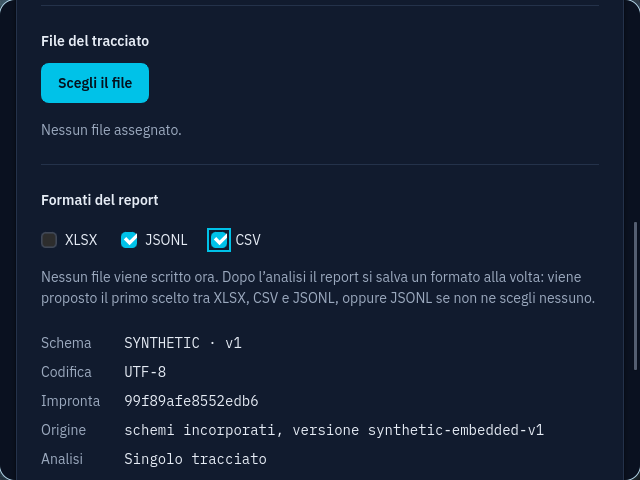 File del tracciato
Scegli il file
Nessun file assegnato.
Formati del report
XLSX JSONL CSV
Nessun file viene scritto ora. Dopo l’analisi il report si salva un formato alla volta: viene
proposto il primo scelto tra XLSX, CSV e JSONL, oppure JSONL se non ne scegli nessuno.
Schema SYNTHETIC · v1
Codifica UTF-8
Impronta 99f89afe8552edb6
Origine schemi incorporati, versione synthetic-embedded-v1
Analisi Singolo tracciato